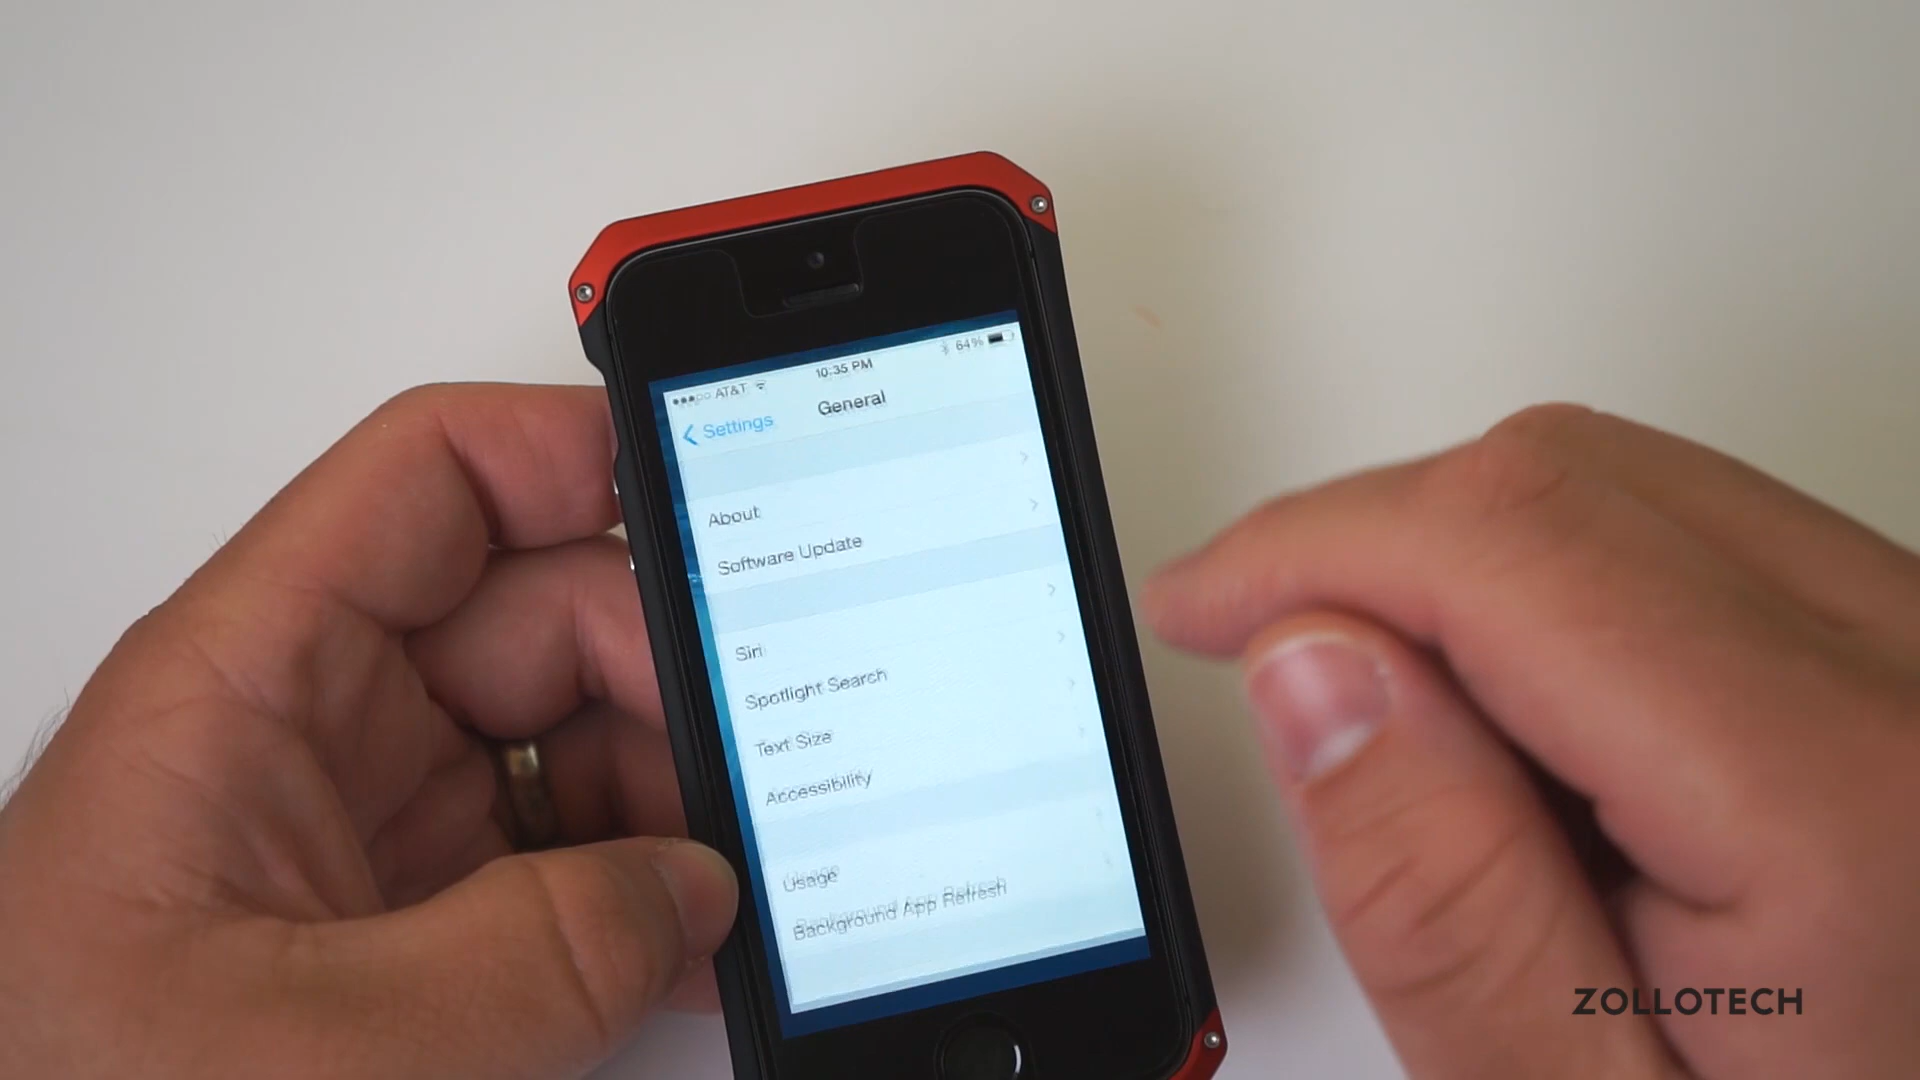 ●●●○○ AT&T 10:35 PM 64%
Settings General
About
Software Update
Siri
Spotlight Search
Text Size
Accessibility
Usage
Background App Refresh
ZOLLOTECH